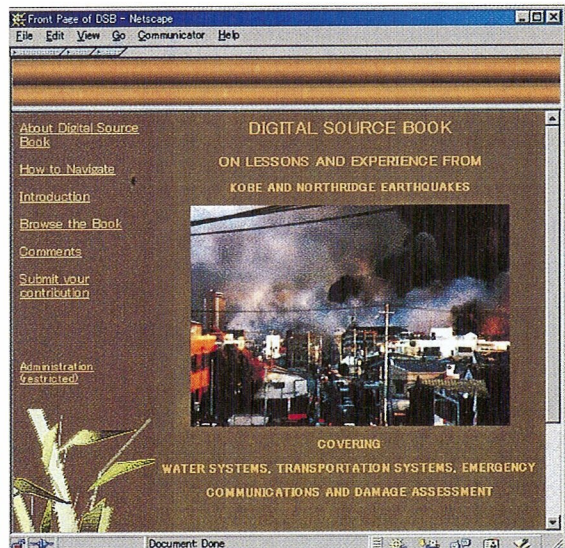 Front Page of DSB - Netscape
File Edit View Go Communicator Help
About Digital Source
Book
How to Navigate
Introduction
Browse the Book
Comments
Submit your
contribution
Administration
(restricted)
DIGITAL SOURCE BOOK
ON LESSONS AND EXPERIENCE FROM
KOBE AND NORTHRIDGE EARTHQUAKES
COVERING
WATER SYSTEMS, TRANSPORTATION SYSTEMS, EMERGENCY
COMMUNICATIONS AND DAMAGE ASSESSMENT
Document: Done